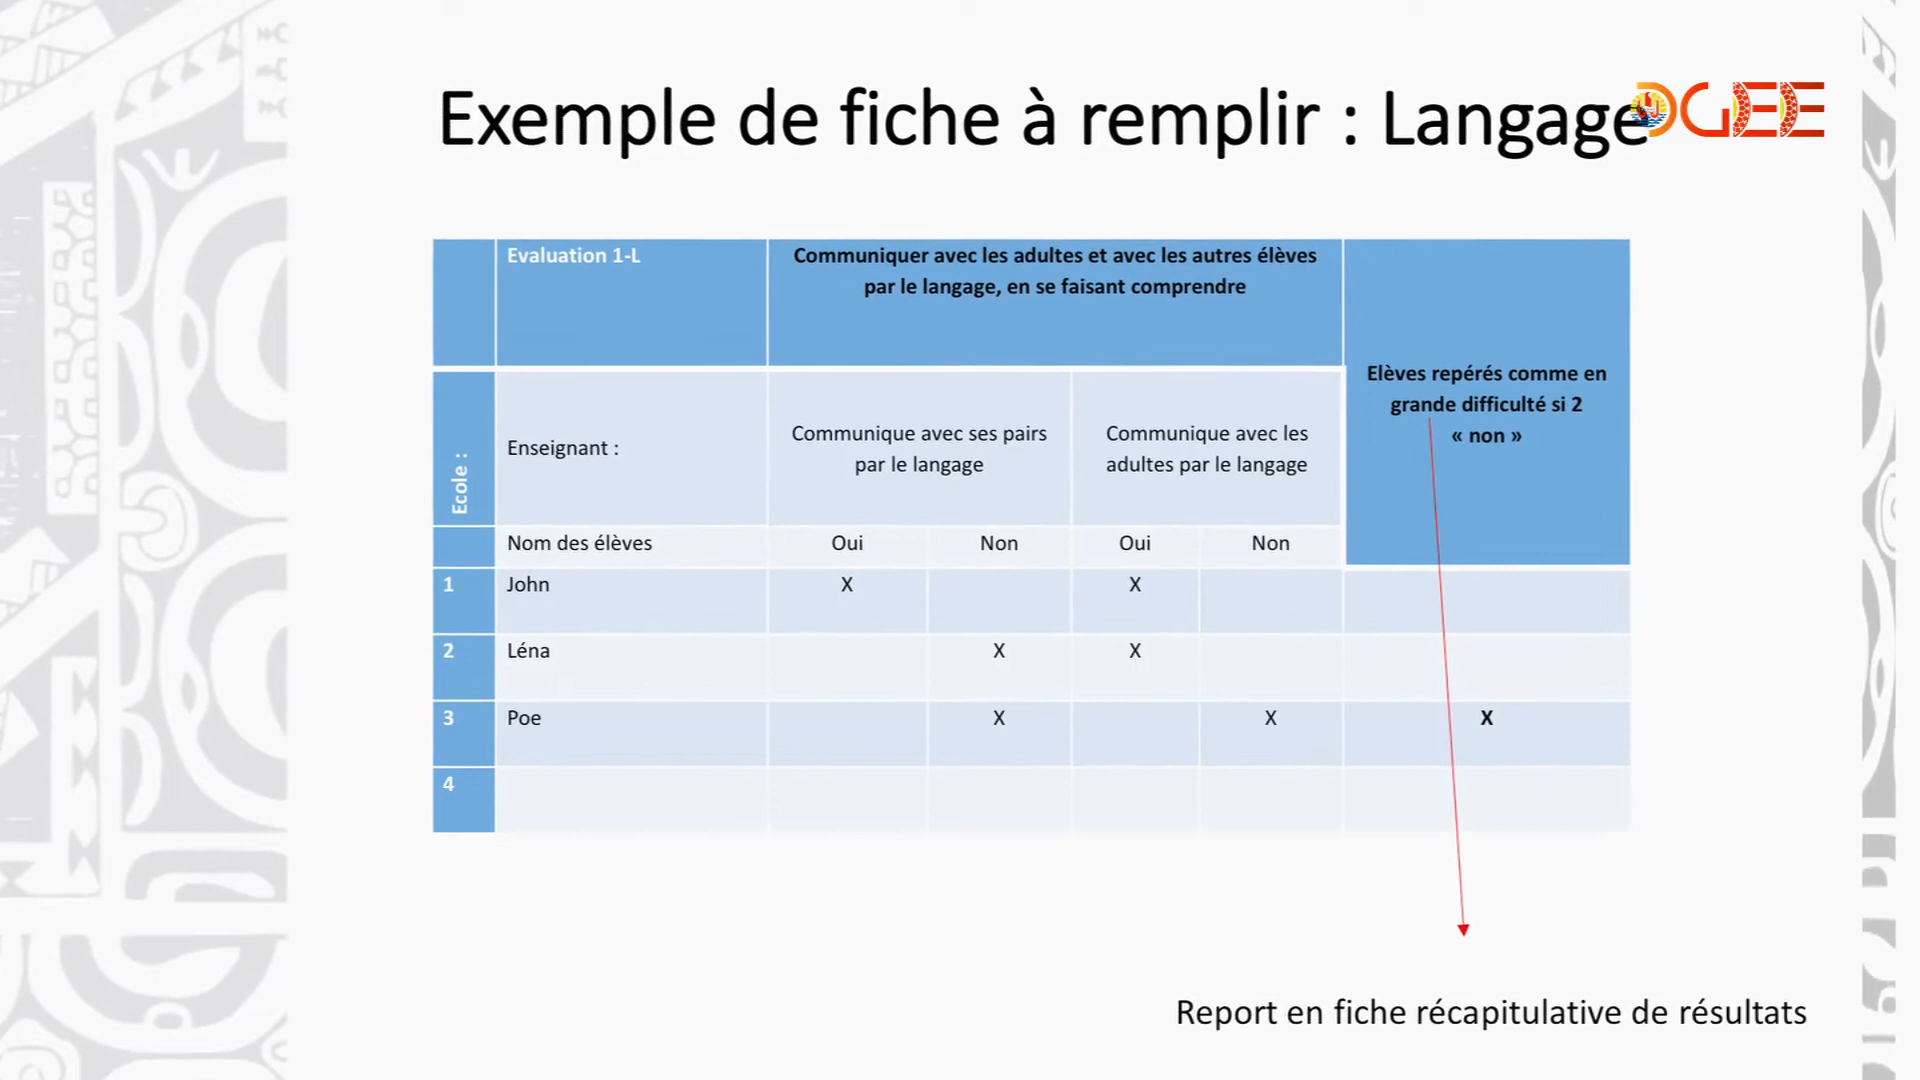 Exemple de fiche à remplir : Langage
DGEE
Evaluation 1-L
Communiquer avec les adultes et avec les autres élèves
par le langage, en se faisant comprendre
Elèves repérés comme en
grande difficulté si 2
« non »
Ecole :
Enseignant :
Communique avec ses pairs
par le langage
Communique avec les
adultes par le langage
Nom des élèves Oui Non Oui Non
1 John X X
2 Léna X X
3 Poe X X X
4
Report en fiche récapitulative de résultats